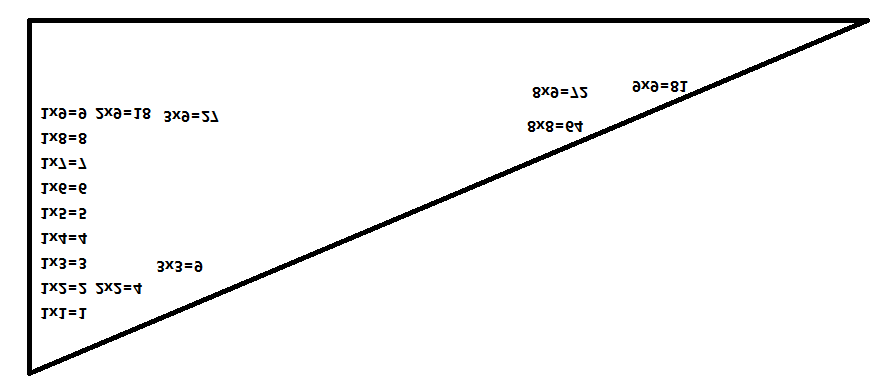 8x9=72 9x9=81
1x9=9 2x9=18 3x9=27
8x8=64
1x8=8
1x7=7
1x6=6
1x5=5
1x4=4
1x3=3 3x3=9
1x2=2 2x2=4
1x1=1